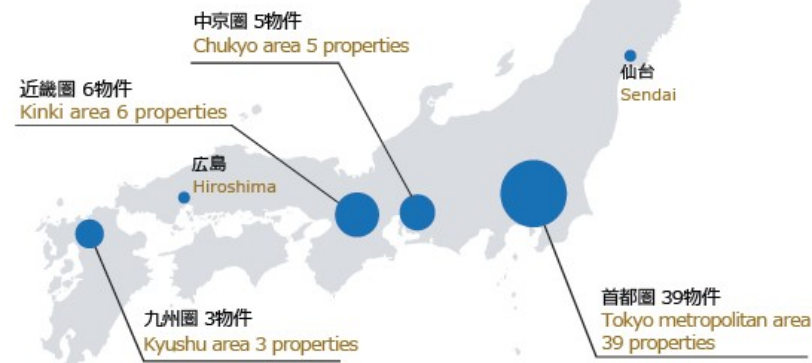 中京圏 5物件
Chukyo area 5 properties
近畿圏 6物件
Kinki area 6 properties
仙台
Sendai
広島
Hiroshima
九州圏 3物件
Kyushu area 3 properties
首都圏 39物件
Tokyo metropolitan area
39 properties